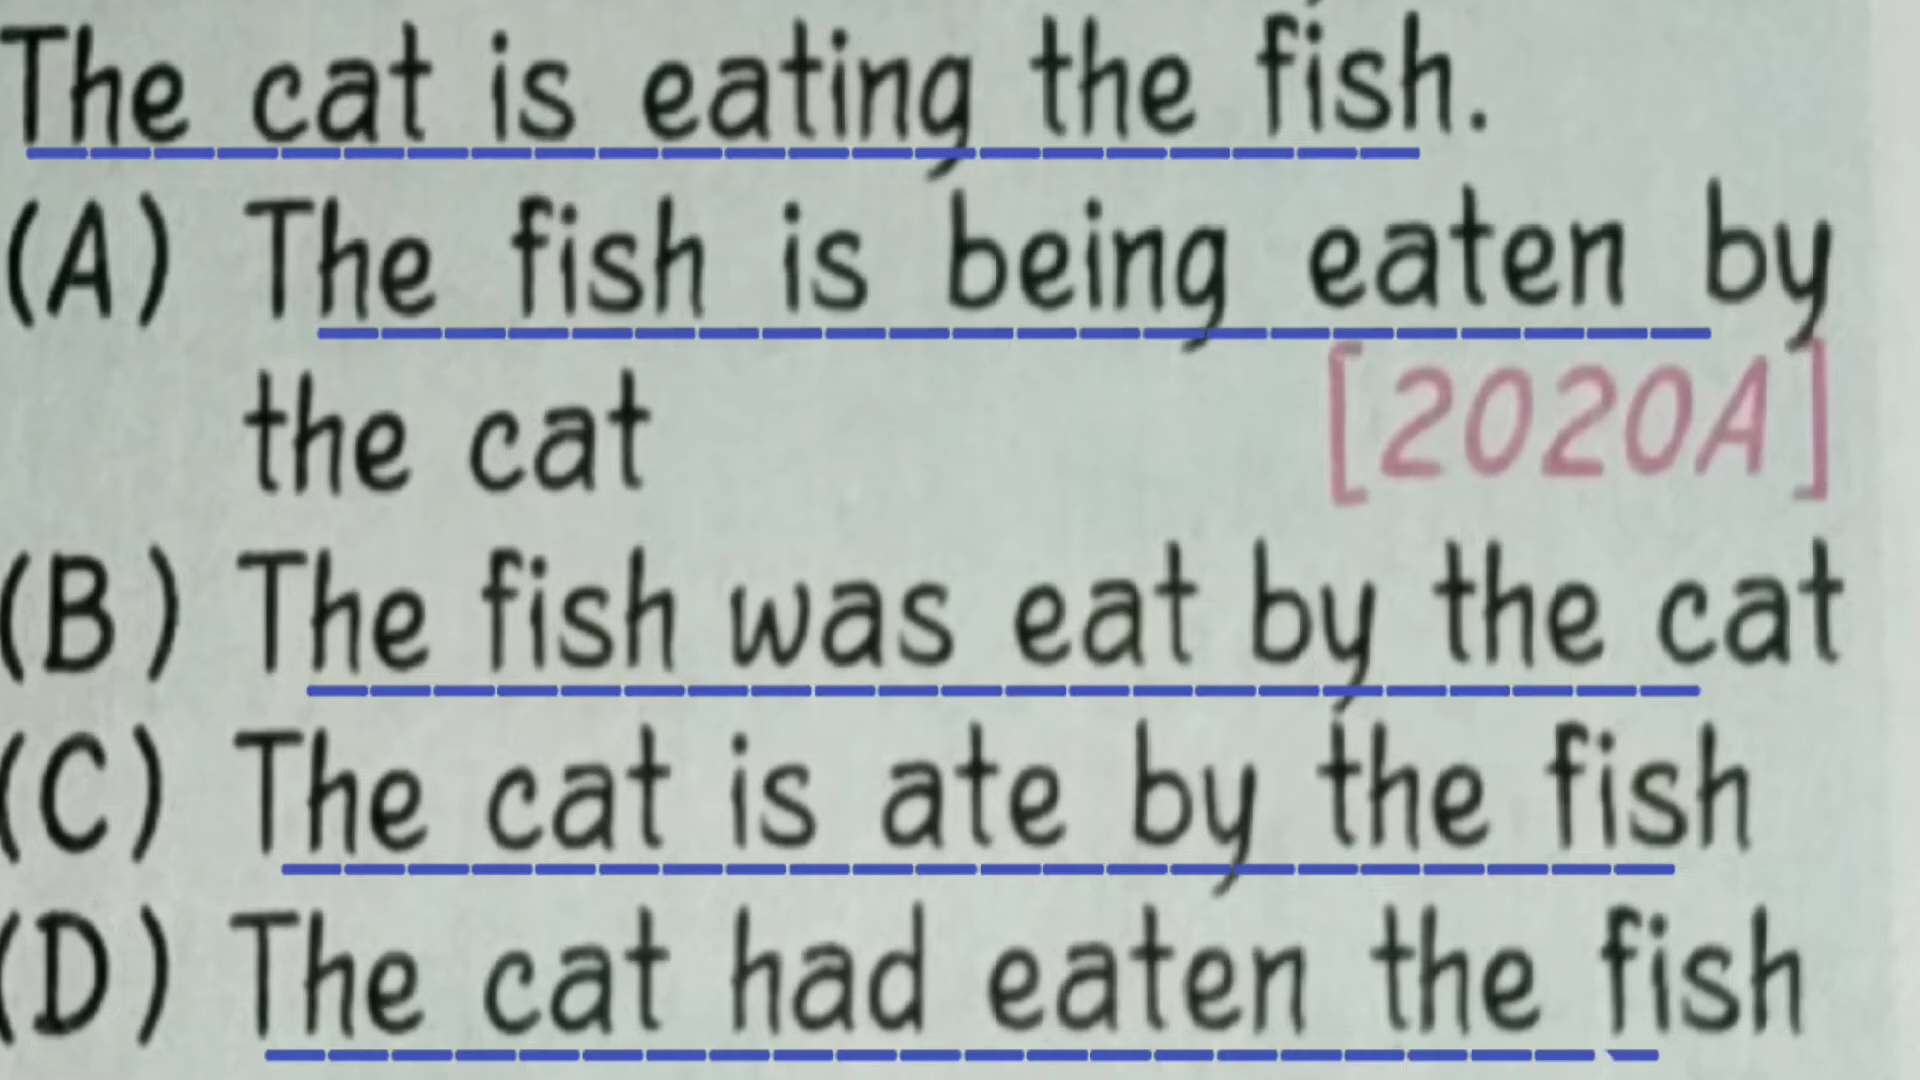 The cat is eating the fish.
(A) The fish is being eaten by
the cat [2020A]
(B) The fish was eat by the cat
(C) The cat is ate by the fish
(D) The cat had eaten the fish